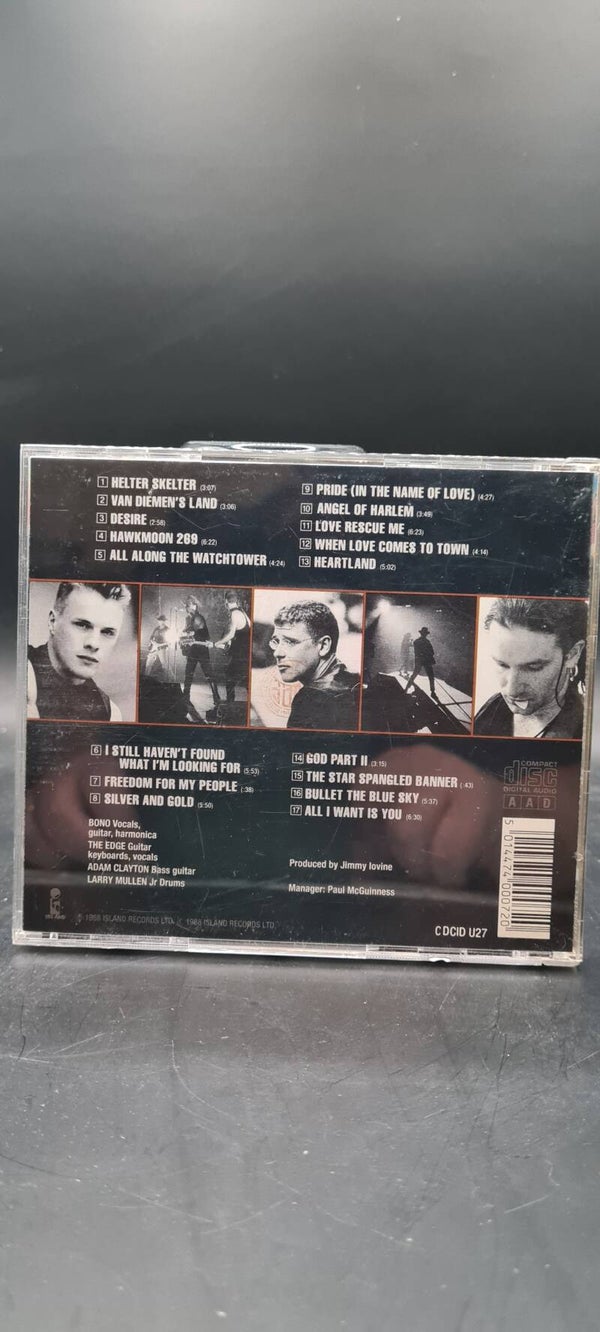 1 HELTER SKELTER (3:07)
2 VAN DIEMEN'S LAND (3:06)
3 DESIRE (2:58)
4 HAWKMOON 269 (6:22)
5 ALL ALONG THE WATCHTOWER (4:24)
9 PRIDE (IN THE NAME OF LOVE) (4:27)
10 ANGEL OF HARLEM (3:49)
11 LOVE RESCUE ME (6:23)
12 WHEN LOVE COMES TO TOWN (4:14)
13 HEARTLAND (5:02)
6 I STILL HAVEN'T FOUND
WHAT I'M LOOKING FOR (5:53)
7 FREEDOM FOR MY PEOPLE (:38)
8 SILVER AND GOLD (5:50)
14 GOD PART II (3:15)
15 THE STAR SPANGLED BANNER (:43)
16 BULLET THE BLUE SKY (5:37)
17 ALL I WANT IS YOU (6:30)
BONO Vocals,
guitar, harmonica
THE EDGE Guitar
keyboards, vocals
ADAM CLAYTON Bass guitar
LARRY MULLEN Jr Drums
Produced by Jimmy Iovine
Manager: Paul McGuinness
COMPACT
disc
DIGITAL AUDIO
A A D
5 014474 000720
ISLAND
℗ 1988 ISLAND RECORDS LTD. © 1988 ISLAND RECORDS LTD.
CDCID U27